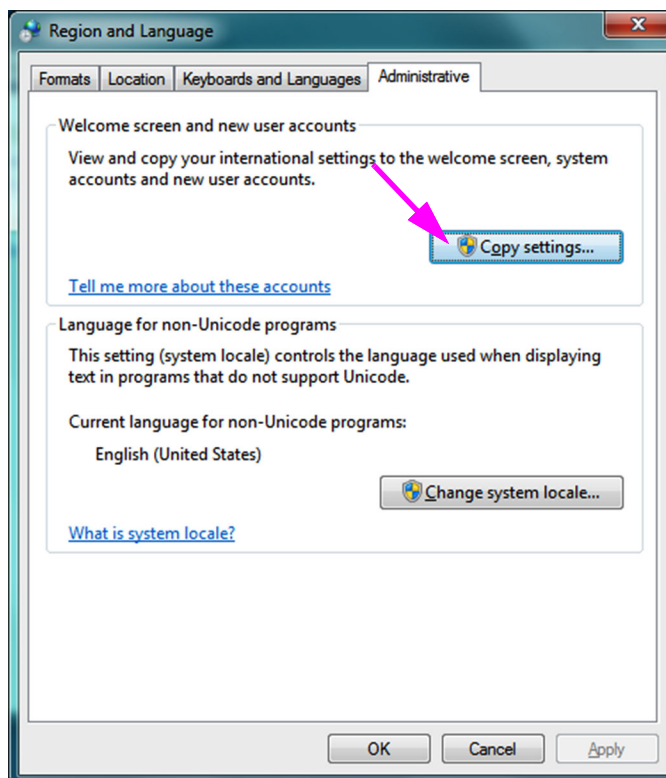 Region and Language
Formats Location Keyboards and Languages Administrative
Welcome screen and new user accounts
View and copy your international settings to the welcome screen, system
accounts and new user accounts.
Copy settings...
Tell me more about these accounts
Language for non-Unicode programs
This setting (system locale) controls the language used when displaying
text in programs that do not support Unicode.
Current language for non-Unicode programs:
English (United States)
Change system locale...
What is system locale?
OK Cancel Apply